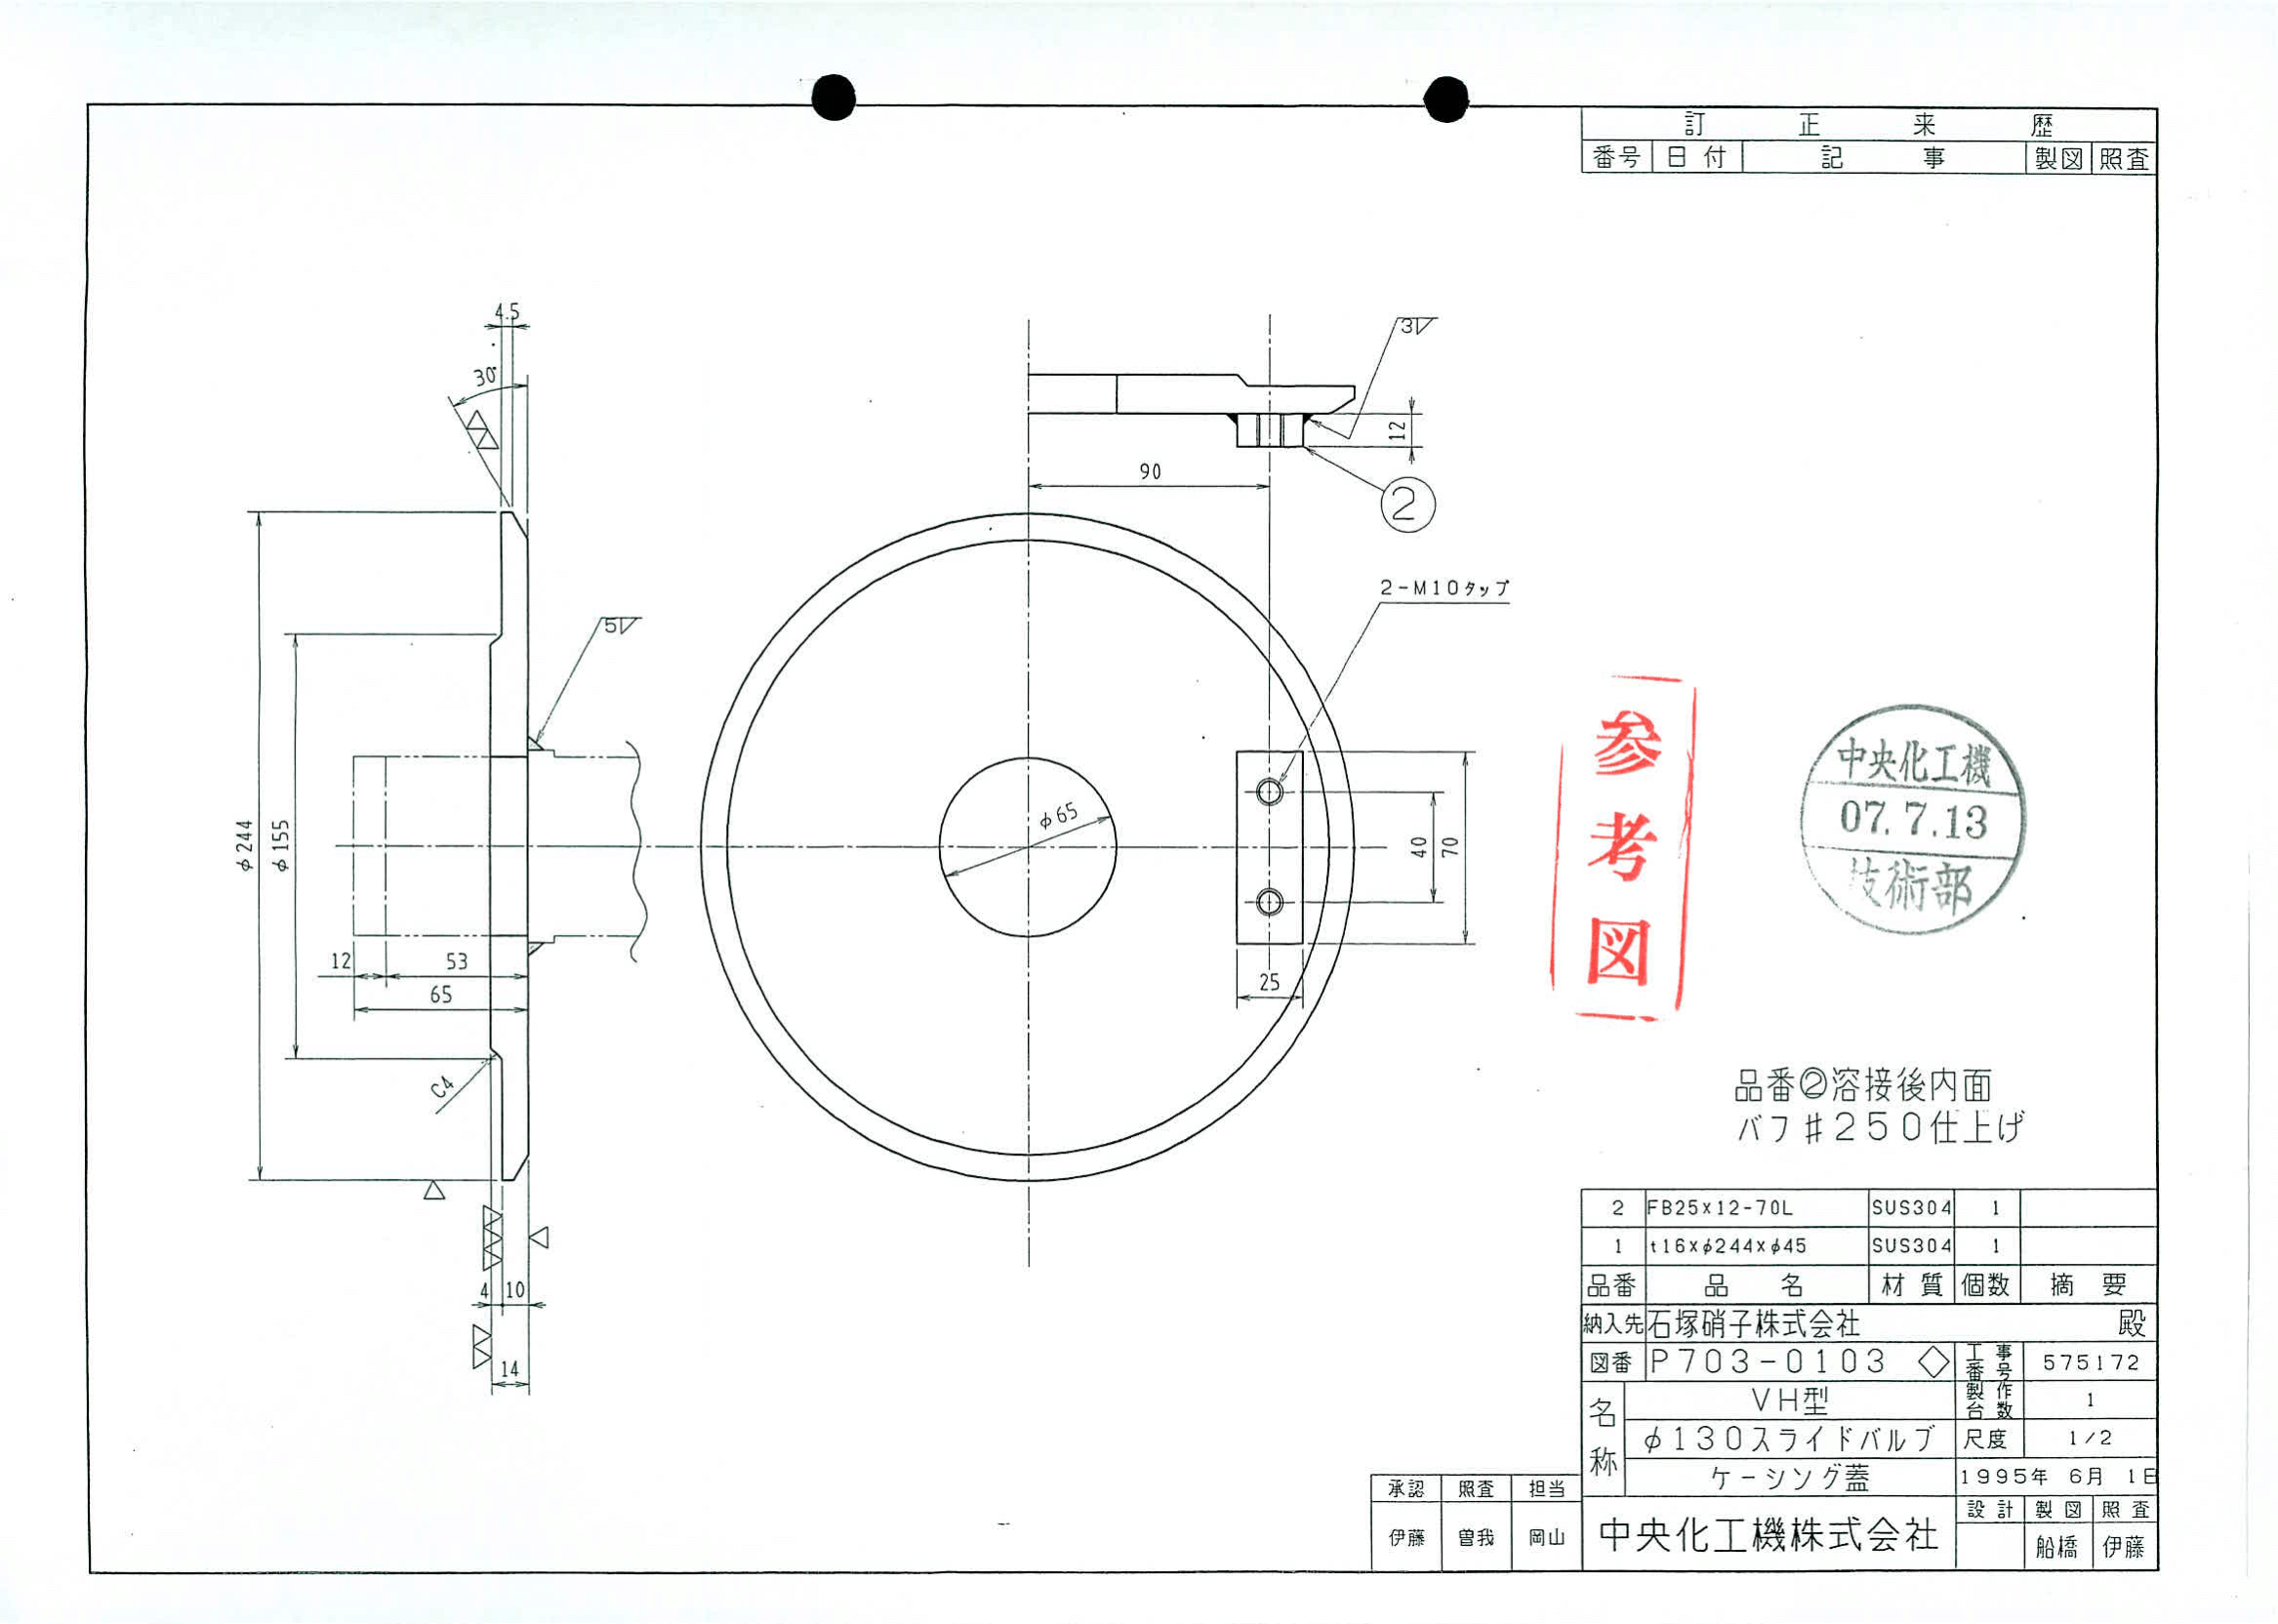 訂 正 来 歴
番号 日付 記 事 製図 照査
4.5
30°
3
12
90
2
2-M10タップ
5
φ244
φ155
φ65
40
70
25
12
53
65
C4
4
10
14
参考図
中央化工機
07.7.13
技術部
品番②溶接後内面
バフ#250仕上げ
2 FB25×12-70L SUS304 1
1 t16×φ244×φ45 SUS304 1
品番 品 名 材質 個数 摘 要
納入先 石塚硝子株式会社 殿
図番 P703-0103 ◇ 工事番号 575172
名称 VH型 製作台数 1
φ130スライドバルブ 尺度 1/2
ケーシング蓋 1995年 6月 1日
承認 照査 担当
伊藤 曽我 岡山
中央化工機株式会社
設計 製図 照査
船橋 伊藤